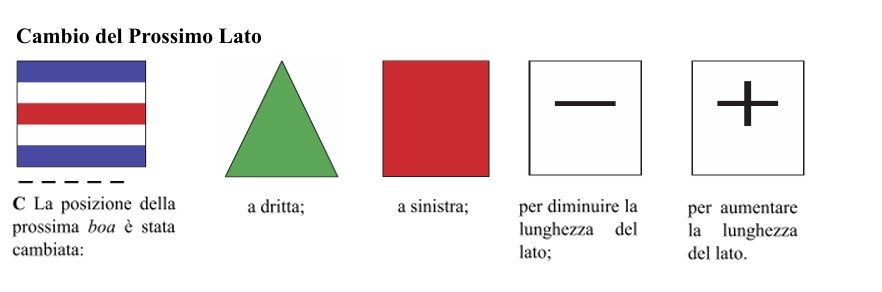 Cambio del Prossimo Lato
C La posizione della
prossima boa è stata
cambiata:
a dritta;
a sinistra;
per diminuire la
lunghezza del
lato;
per aumentare
la lunghezza
del lato.